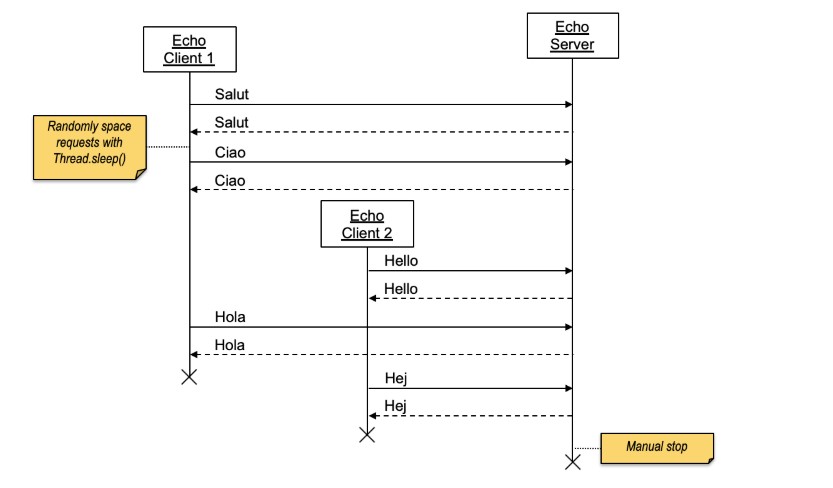 Echo
Client 1
Echo
Server
Salut
Salut
Randomly space
requests with
Thread.sleep()
Ciao
Ciao
Echo
Client 2
Hello
Hello
Hola
Hola
Hej
Hej
Manual stop